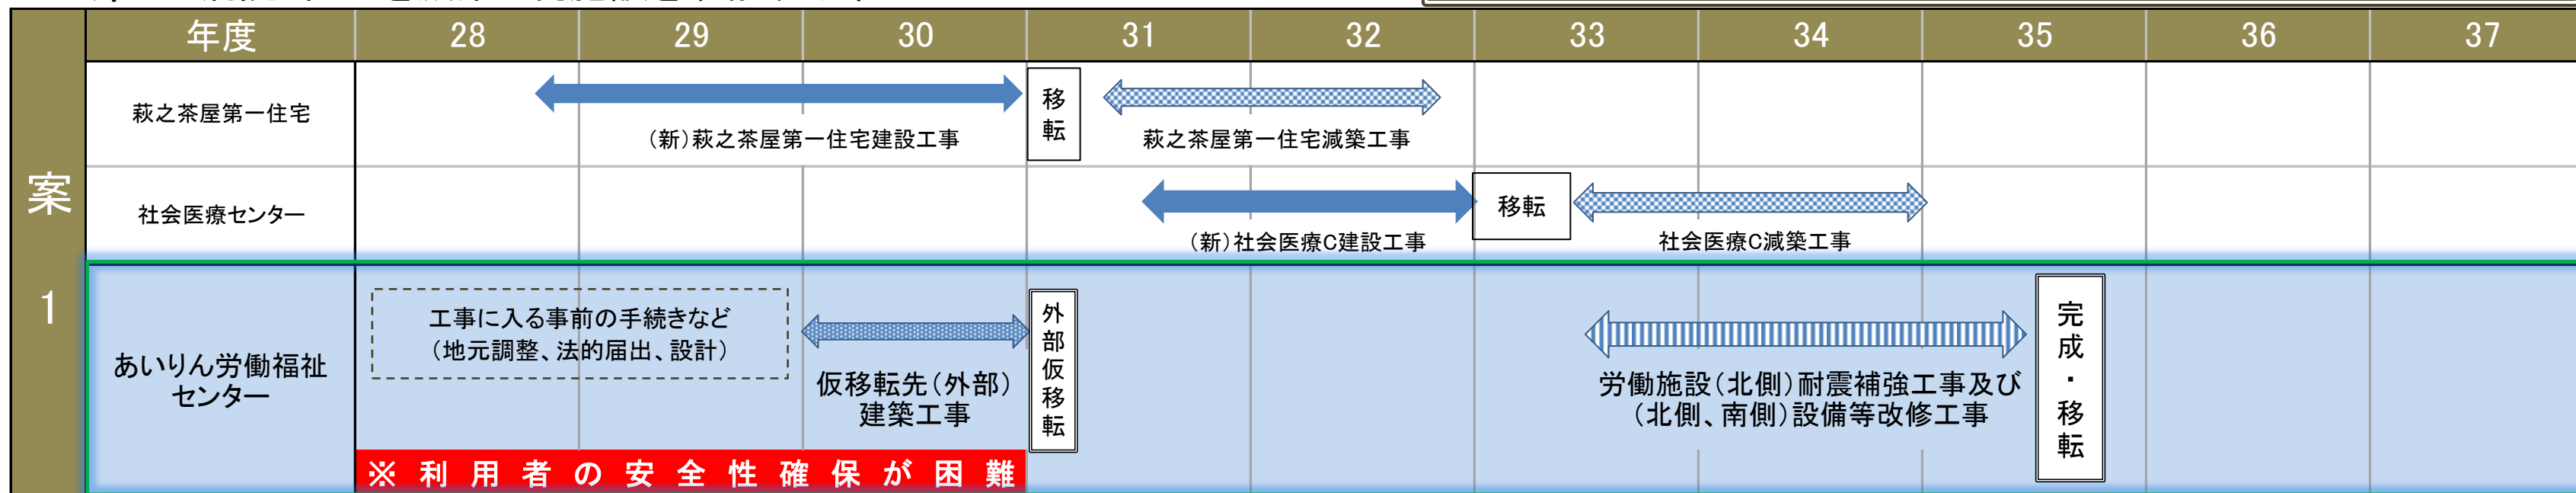 年度 28 29 30 31 32 33 34 35 36 37
案
1
萩之茶屋第一住宅
(新)萩之茶屋第一住宅建設工事
移転
萩之茶屋第一住宅減築工事
社会医療センター
(新)社会医療C建設工事
移転
社会医療C減築工事
あいりん労働福祉
センター
工事に入る事前の手続きなど
(地元調整、法的届出、設計)
仮移転先(外部)
建築工事
外部仮移転
労働施設(北側)耐震補強工事及び
(北側、南側)設備等改修工事
完成・移転
※利用者の安全性確保が困難